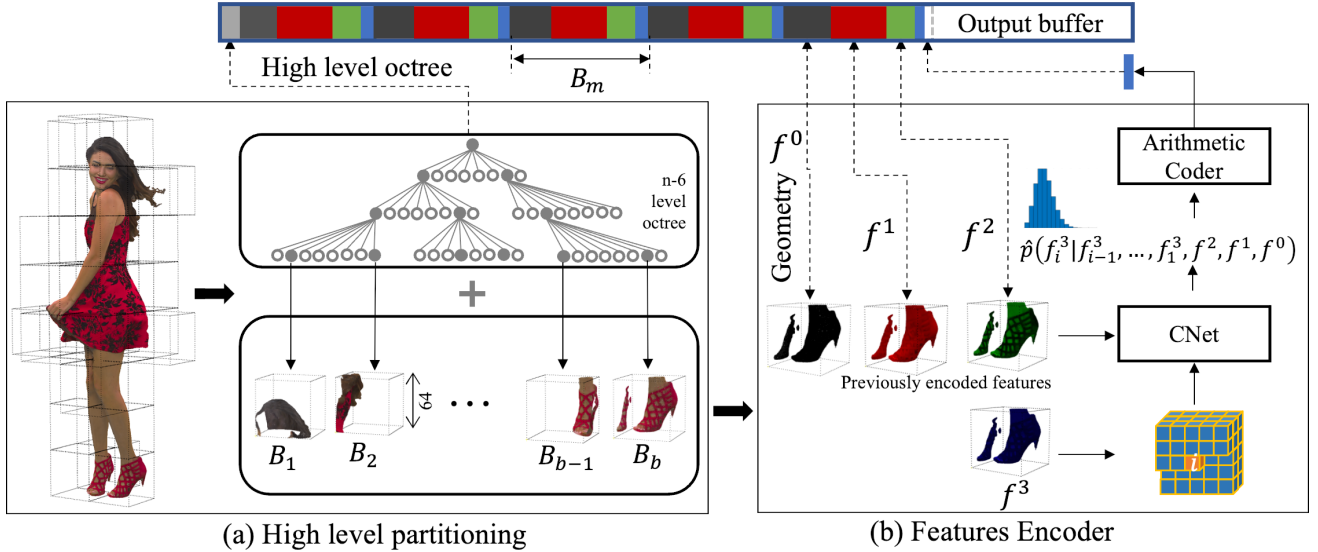 Output buffer
High level octree
B_m
n-6
level
octree
64
B_1
B_2
B_{b-1}
B_b
(a) High level partitioning
Geometry f^0
f^1
f^2
Previously encoded features
f^3
Arithmetic
Coder
p̂(f_i^3|f_{i-1}^3, ..., f_1^3, f^2, f^1, f^0)
CNet
i
(b) Features Encoder